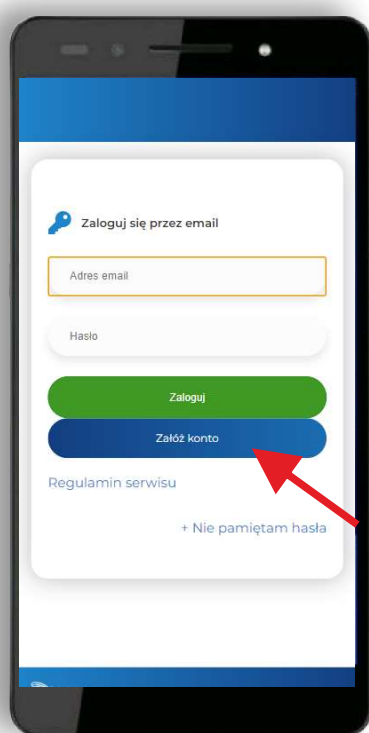 Zaloguj się przez email
Adres email
Hasło
Zaloguj
Załóż konto
Regulamin serwisu
+ Nie pamiętam hasła